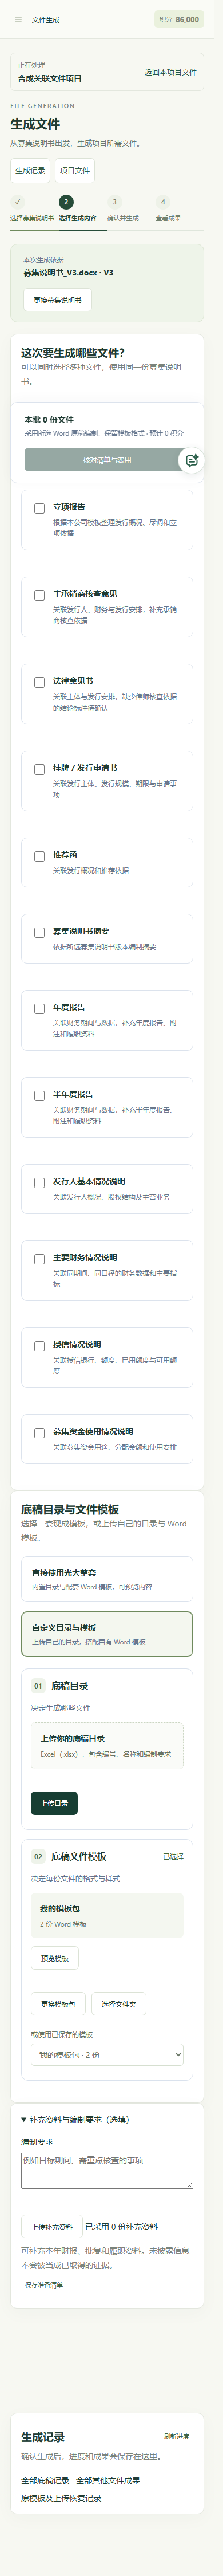 文件生成
积分 86,000
正在处理
合成关联文件项目
返回本项目文件
FILE GENERATION
生成文件
从募集说明书出发，生成项目所需文件。
生成记录
项目文件
✓
2
3
4
选择募集说明书
选择生成内容
确认并生成
查看成果
本次生成依据
募集说明书_V3.docx · V3
更换募集说明书
这次要生成哪些文件？
可以同时选择多种文件，使用同一份募集说明
书。
本批 0 份文件
采用所选 Word 原稿编制，保留模板格式 · 预计 0 积分
核对清单与费用
立项报告
根据本公司模板整理发行概况、尽调和立
项依据
主承销商核查意见
关联发行人、财务与发行安排，补充承销
商核查依据
法律意见书
关联主体与发行安排，缺少律师核查依据
的结论标注待确认
挂牌 / 发行申请书
关联发行主体、发行规模、期限与申请事
项
推荐函
关联发行概况和推荐依据
募集说明书摘要
依据所选募集说明书版本编制摘要
年度报告
关联财务期间与数据，补充年度报告、附
注和履职资料
半年度报告
关联财务期间与数据，补充半年度报告、
附注和履职资料
发行人基本情况说明
关联发行人概况、股权结构及主营业务
主要财务情况说明
关联同期间、同口径的财务数据和主要指
标
授信情况说明
关联授信银行、额度、已用额度与可用额
度
募集资金使用情况说明
关联募集资金用途、分配金额和使用安排
底稿目录与文件模板
选择一套现成模板，或上传自己的目录与 Word
模板。
直接使用光大整套
内置目录与配套 Word 模板，可预览内容
自定义目录与模板
上传自己的目录，搭配自有 Word 模板
01 底稿目录
决定生成哪些文件
上传你的底稿目录
Excel（.xlsx），包含编号、名称和编制要求
上传目录
02 底稿文件模板
已选择
决定每份文件的格式与样式
我的模板包
2 份 Word 模板
预览模板
更换模板包
选择文件夹
或使用已保存的模板
我的模板包 · 2 份
▼ 补充资料与编制要求（选填）
编制要求
例如目标期间、需重点核查的事项
上传补充资料
已采用 0 份补充资料
可补充本年财报、批复和履职资料。未披露信息
不会被当成已取得的证据。
保存准备清单
生成记录
刷新进度
确认生成后，进度和成果会保存在这里。
全部底稿记录
全部其他文件成果
原模板及上传恢复记录